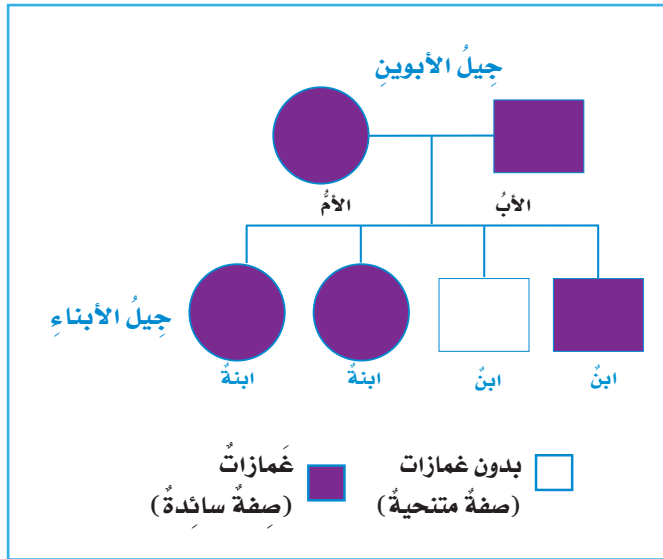 جِيلُ الأبوينِ
الأبُ
الأمُّ
جِيلُ الأبناءِ
ابنٌ
ابنٌ
ابنةٌ
ابنةٌ
بدون غمازات
(صفةٌ متنحيةٌ)
غَمازاتٌ
(صِفةٌ سائِدةٌ)